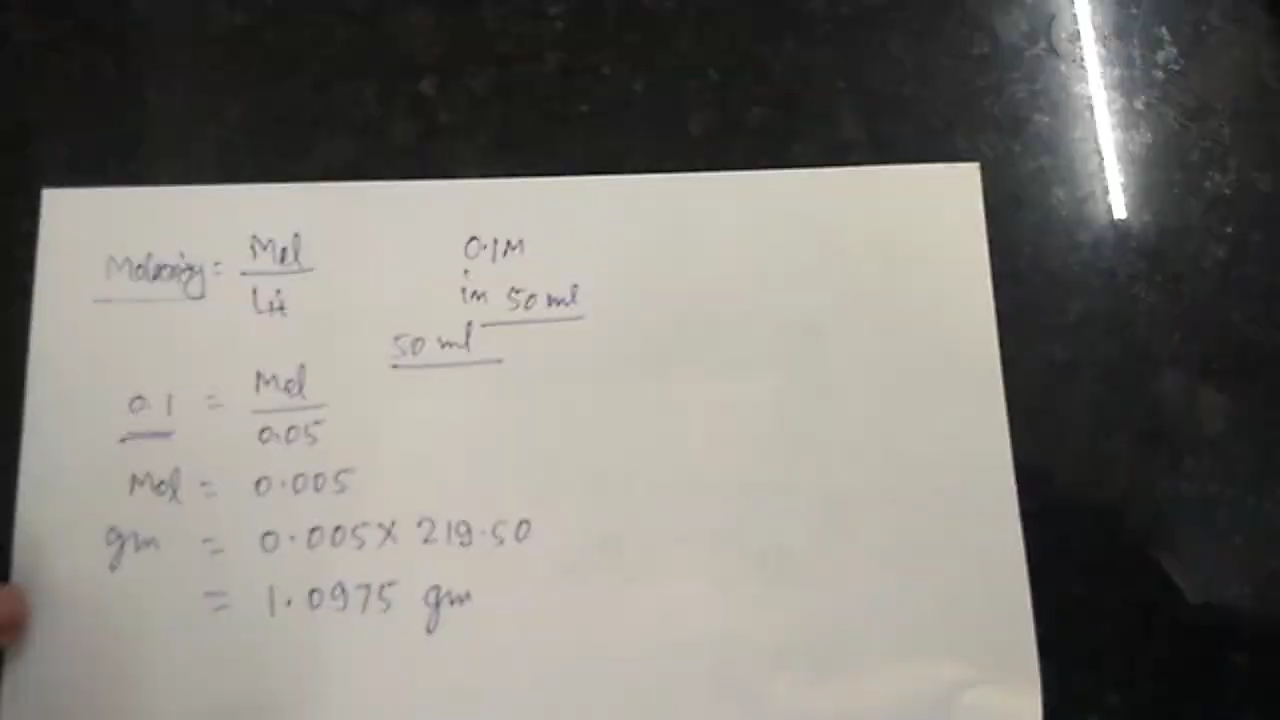 Molarity = Mol / Lit
0.1M
in 50 ml
50 ml
0.1 = Mol / 0.05
Mol = 0.005
gm = 0.005 X 219.50
= 1.0975 gm